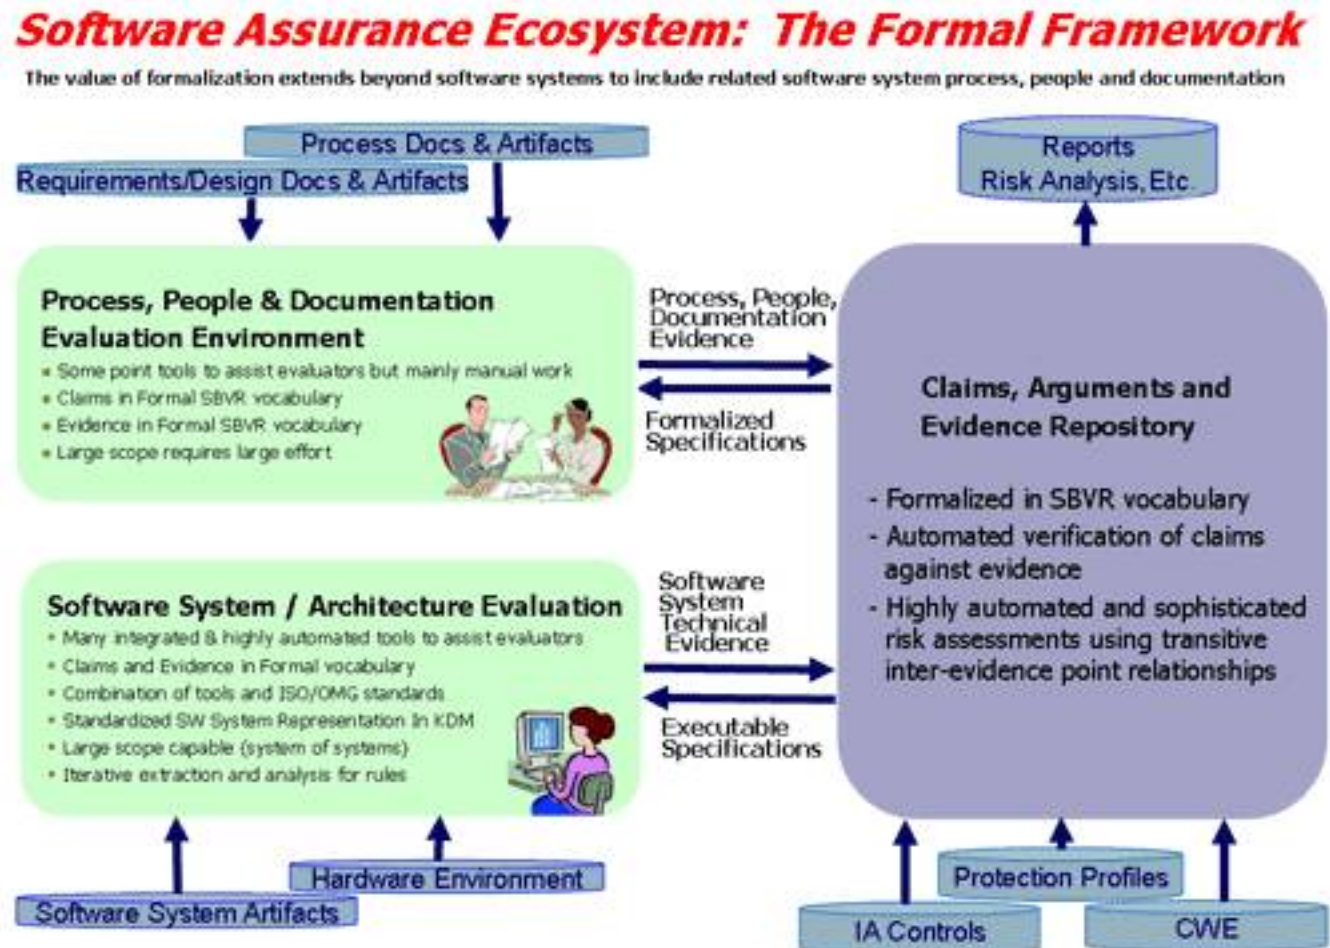 Software Assurance Ecosystem: The Formal Framework
The value of formalization extends beyond software systems to include related software system process, people and documentation
Process Docs & Artifacts
Requirements/Design Docs & Artifacts
Reports
Risk Analysis, Etc
Process, People & Documentation
Evaluation Environment
Some point tools to assist evaluators but mainly manual work
Claims in Formal SBVR vocabulary
Evidence in Formal SBVR vocabulary
Large scope requires large effort
Process, People,
Documentation
Evidence
Formalized
Specifications
Claims, Arguments and
Evidence Repository
- Formalized in SBVR vocabulary
- Automated verification of claims
against evidence
- Highly automated and sophisticated
risk assessments using transitive
inter-evidence point relationships
Software System / Architecture Evaluation
Many integrated & highly automated tools to assist evaluators
Claims and Evidence in Formal vocabulary
Combination of tools and ISO/OMG standards
Standardized SW System Representation In KDM
Large scope capable (system of systems)
Iterative extraction and analysis for rules
Software
System
Technical
Evidence
Executable
Specifications
Hardware Environment
Software System Artifacts
Protection Profiles
IA Controls
CWE